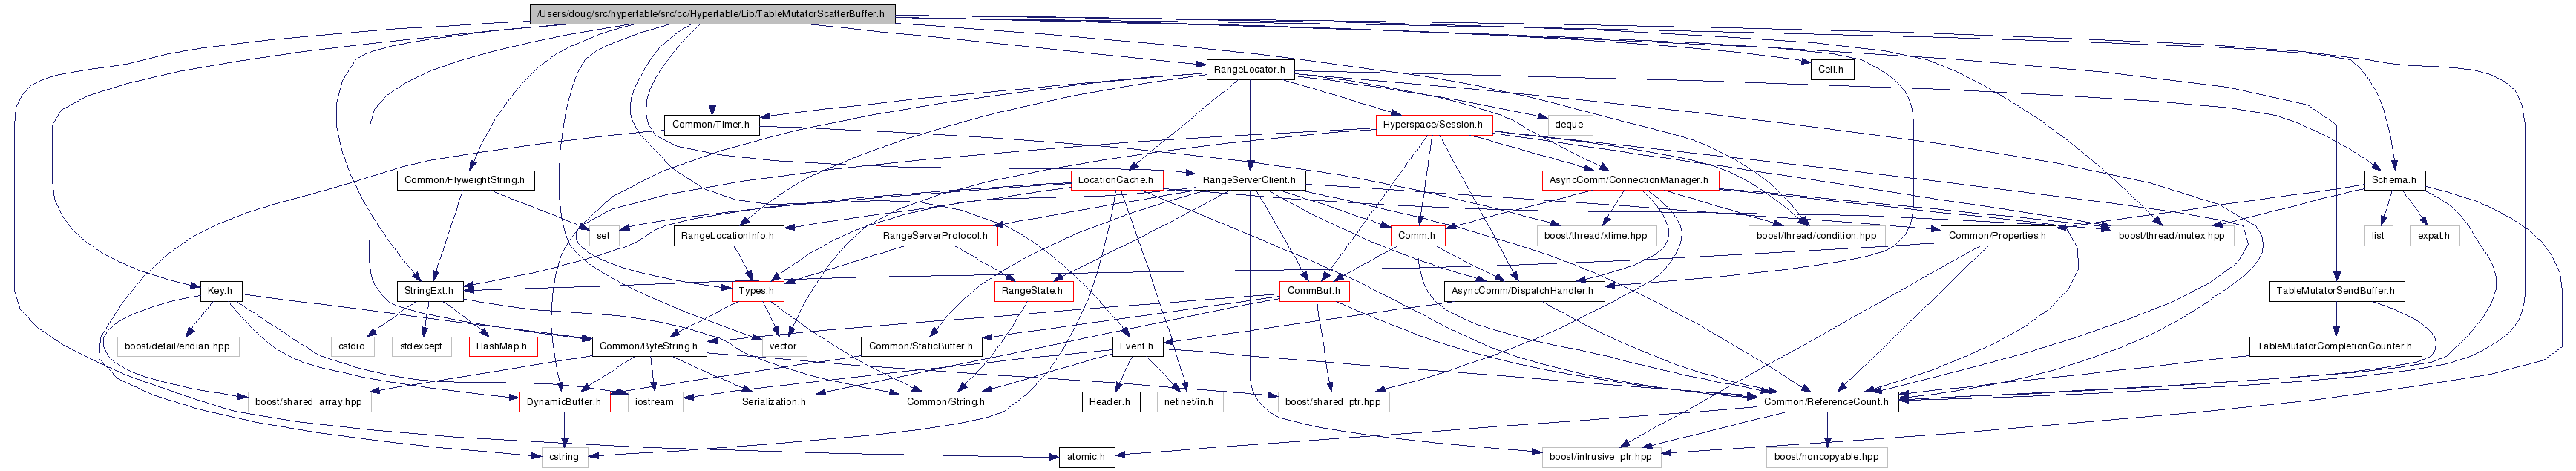 /Users/doug/src/hypertable/src/cc/Hypertable/Lib/TableMutatorScatterBuffer.h
RangeLocator.h
Cell.h
Common/Timer.h
Hyperspace/Session.h
deque
Common/FlyweightString.h
LocationCache.h
RangeServerClient.h
AsyncComm/ConnectionManager.h
Schema.h
set
RangeLocationInfo.h
RangeServerProtocol.h
Comm.h
boost/thread/xtime.hpp
boost/thread/condition.hpp
Common/Properties.h
boost/thread/mutex.hpp
list
expat.h
Key.h
StringExt.h
Types.h
RangeState.h
CommBuf.h
AsyncComm/DispatchHandler.h
TableMutatorSendBuffer.h
boost/detail/endian.hpp
cstdio
stdexcept
HashMap.h
Common/ByteString.h
vector
Common/StaticBuffer.h
Event.h
TableMutatorCompletionCounter.h
boost/shared_array.hpp
DynamicBuffer.h
iostream
Serialization.h
Common/String.h
Header.h
netinet/in.h
boost/shared_ptr.hpp
Common/ReferenceCount.h
cstring
atomic.h
boost/intrusive_ptr.hpp
boost/noncopyable.hpp